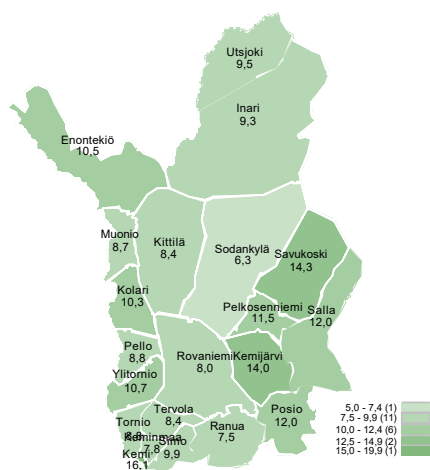 Utsjoki
9,5
Inari
9,3
Enontekiö
10,5
Muonio
8,7
Kittilä
8,4
Sodankylä
6,3
Savukoski
14,3
Kolari
10,3
Pelkosenniemi
11,5
Salla
12,0
Pello
8,8
Rovaniemi
8,0
Kemijärvi
14,0
Ylitornio
10,7
Tervola
8,4
Posio
12,0
Tornio
Ranua
7,5
Keminmaa
7,8
Simo
9,9
Kemi
16,1
5,0 - 7,4 (1)
7,5 - 9,9 (11)
10,0 - 12,4 (6)
12,5 - 14,9 (2)
15,0 - 19,9 (1)